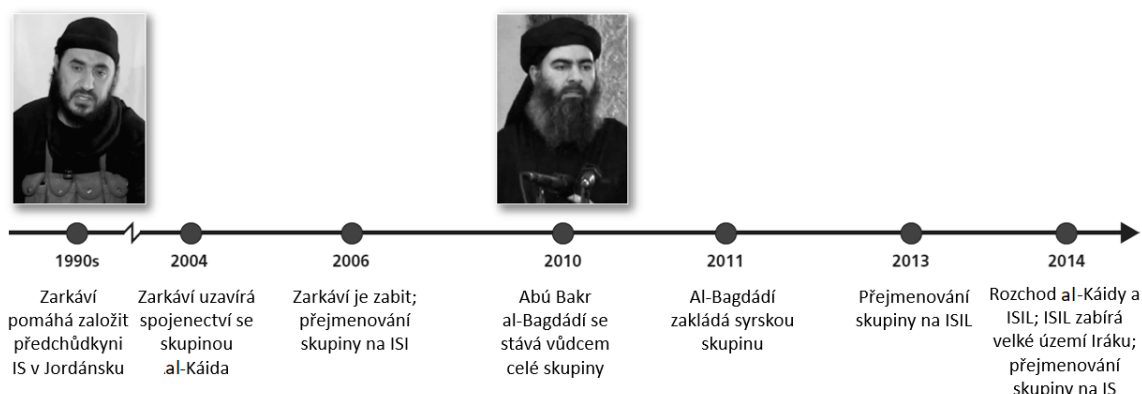 1990s
Zarkáví
pomáhá založit
předchůdkyni
IS v Jordánsku
2004
Zarkáví uzavírá
spojenectví se
skupinou
al-Káida
2006
Zarkáví je zabit;
přejmenování
skupiny na ISI
2010
Abú Bakr
al-Bagdádí se
stává vůdcem
celé skupiny
2011
Al-Bagdádí
zakládá syrskou
skupinu
2013
Přejmenování
skupiny na ISIL
2014
Rozchod al-Káidy a
ISIL; ISIL zabírá
velké území Iráku;
přejmenování
skupiny na IS